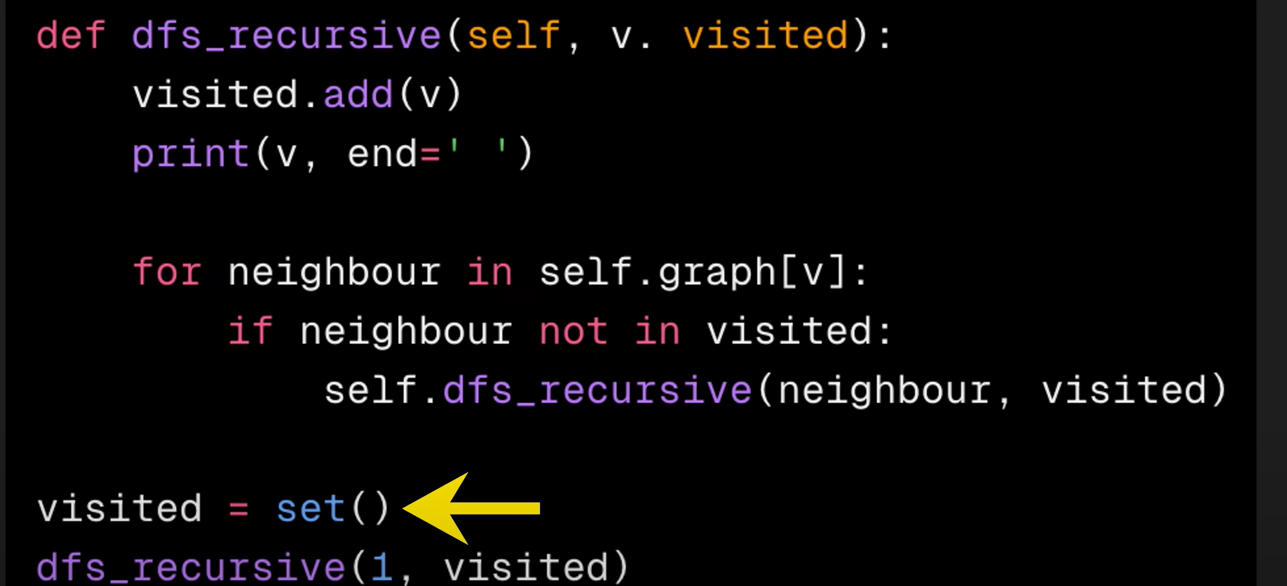 def dfs_recursive(self, v. visited):
    visited.add(v)
    print(v, end=' ')
    for neighbour in self.graph[v]:
        if neighbour not in visited:
            self.dfs_recursive(neighbour, visited)
visited = set()
dfs_recursive(1, visited)